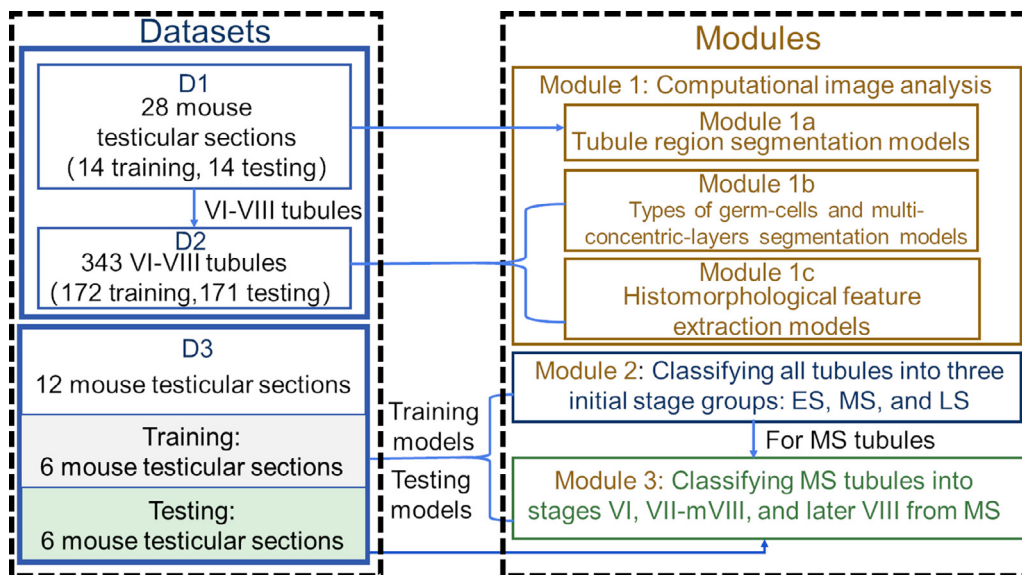 Datasets
D1
28 mouse
testicular sections
(14 training, 14 testing)
VI-VIII tubules
D2
343 VI-VIII tubules
(172 training,171 testing)
D3
12 mouse testicular sections
Training:
6 mouse testicular sections
Testing:
6 mouse testicular sections
Training
models
Testing
models
Modules
Module 1: Computational image analysis
Module 1a
Tubule region segmentation models
Module 1b
Types of germ-cells and multi-
concentric-layers segmentation models
Module 1c
Histomorphological feature
extraction models
Module 2: Classifying all tubules into three
initial stage groups: ES, MS, and LS
For MS tubules
Module 3: Classifying MS tubules into
stages VI, VII-mVIII, and later VIII from MS